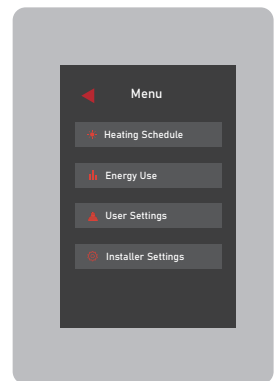 Menu
Heating Schedule
Energy Use
User Settings
Installer Settings